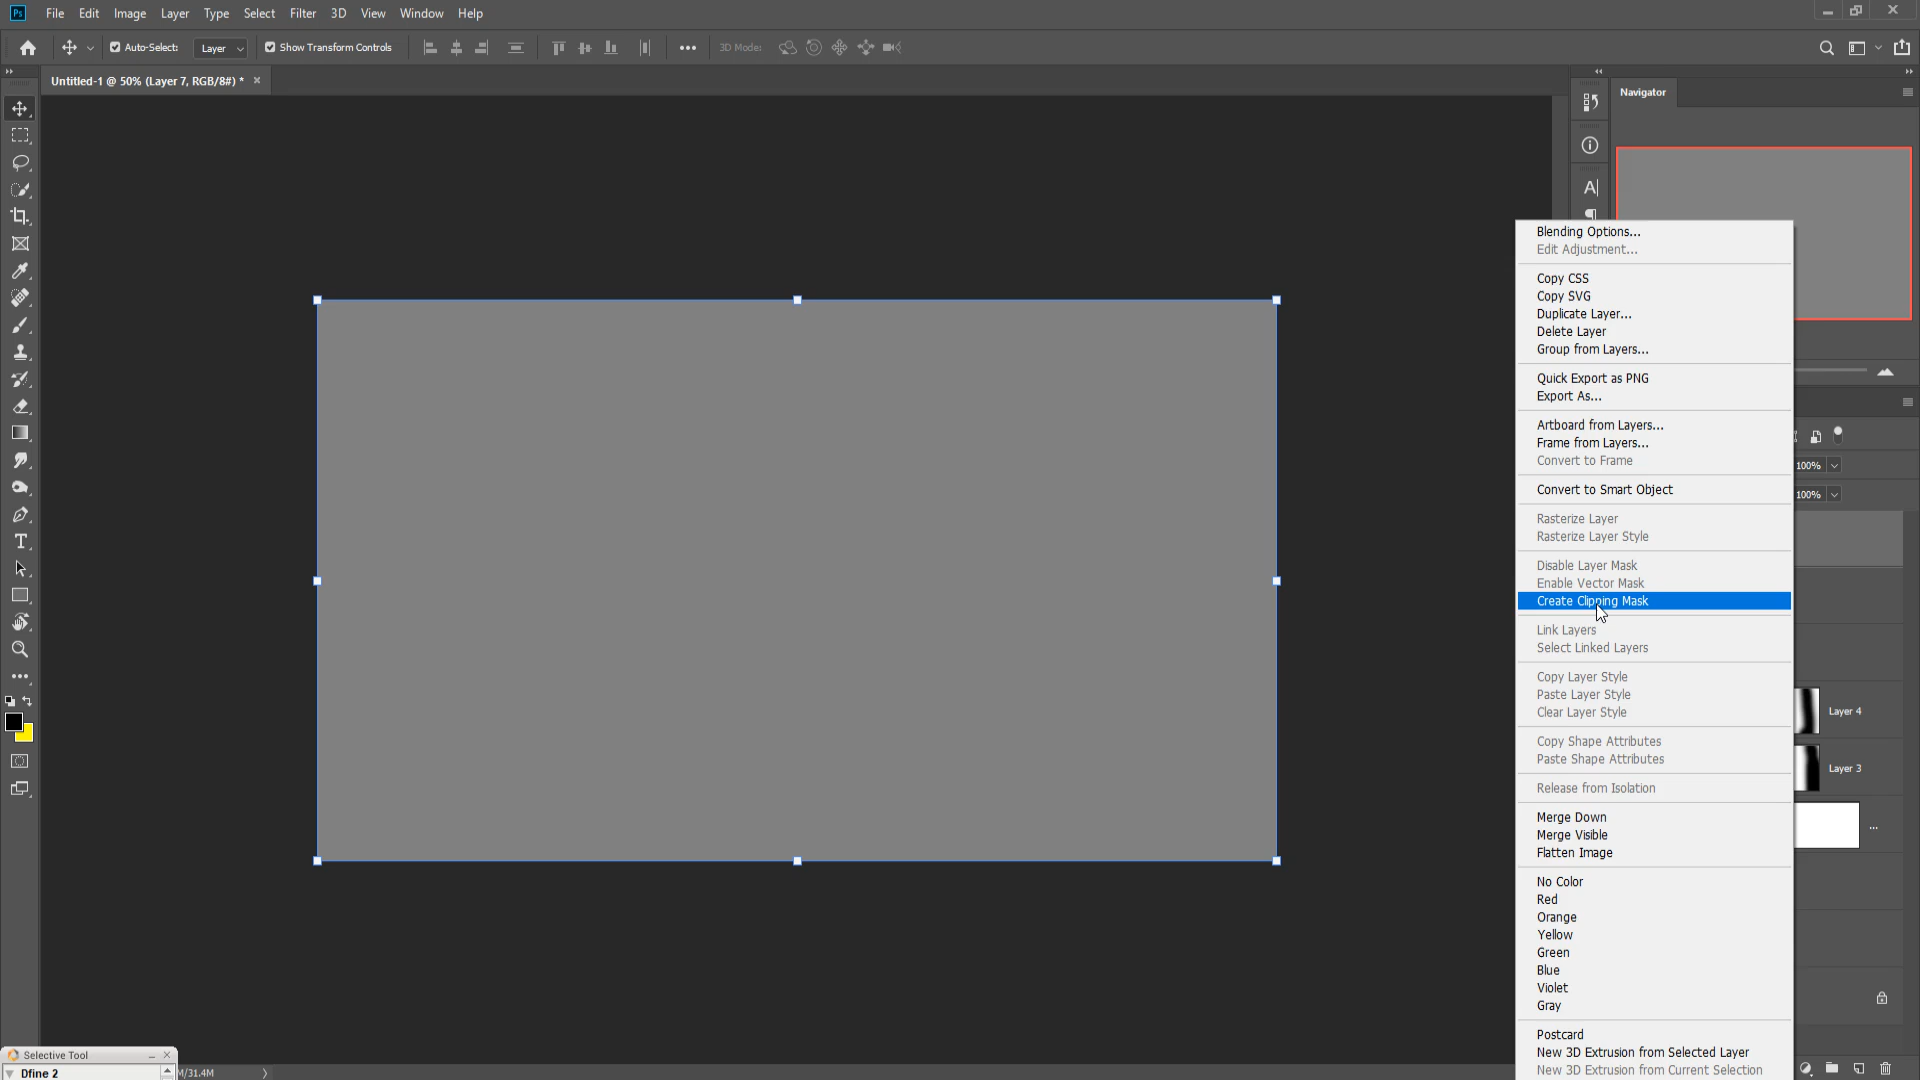 Ps File Edit Image Layer Type Select Filter 3D View Window Help
Auto-Select: Layer Show Transform Controls 3D Mode:
Untitled-1 @ 50% (Layer 7, RGB/8#) *
Navigator
Blending Options...
Edit Adjustment...
Copy CSS
Copy SVG
Duplicate Layer...
Delete Layer
Group from Layers...
Quick Export as PNG
Export As...
Artboard from Layers...
Frame from Layers...
Convert to Frame
100%
Convert to Smart Object
100%
Rasterize Layer
Rasterize Layer Style
Disable Layer Mask
Enable Vector Mask
Create Clipping Mask
Link Layers
Select Linked Layers
Copy Layer Style
Paste Layer Style
Clear Layer Style
Layer 4
Copy Shape Attributes
Paste Shape Attributes
Layer 3
Release from Isolation
Merge Down
Merge Visible
Flatten Image
...
No Color
Red
Orange
Yellow
Green
Blue
Violet
Gray
Postcard
New 3D Extrusion from Selected Layer
New 3D Extrusion from Current Selection
Selective Tool
Dfine 2
M/31.4M